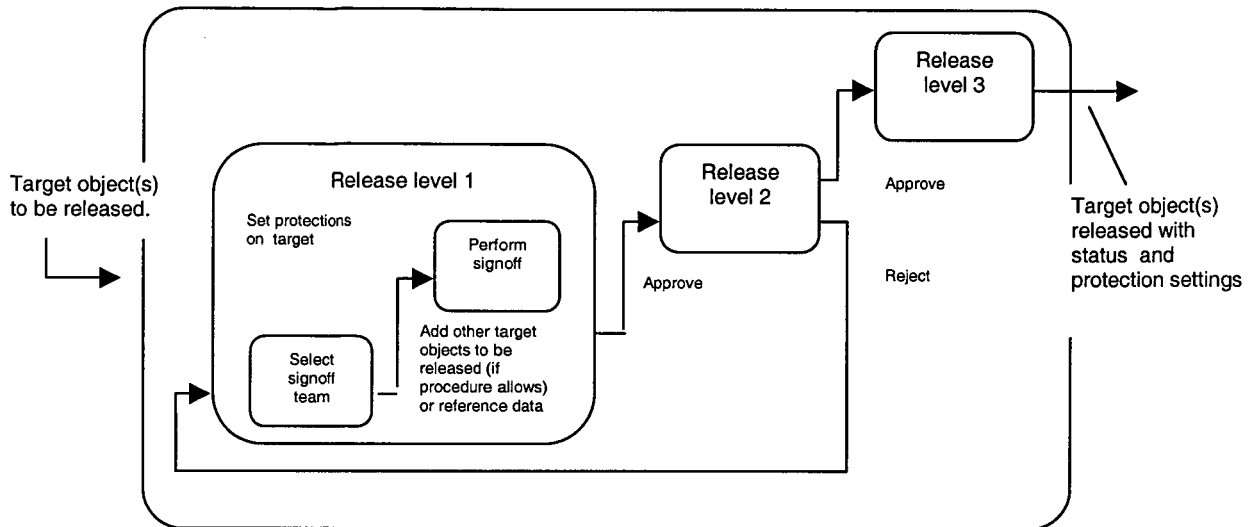 Target object(s)
to be released.
Release level 1
Set protections
on target
Perform
signoff
Select
signoff
team
Add other target
objects to be
released (if
procedure allows)
or reference data
Approve
Release
level 2
Approve
Reject
Release
level 3
Target object(s)
released with
status and
protection settings